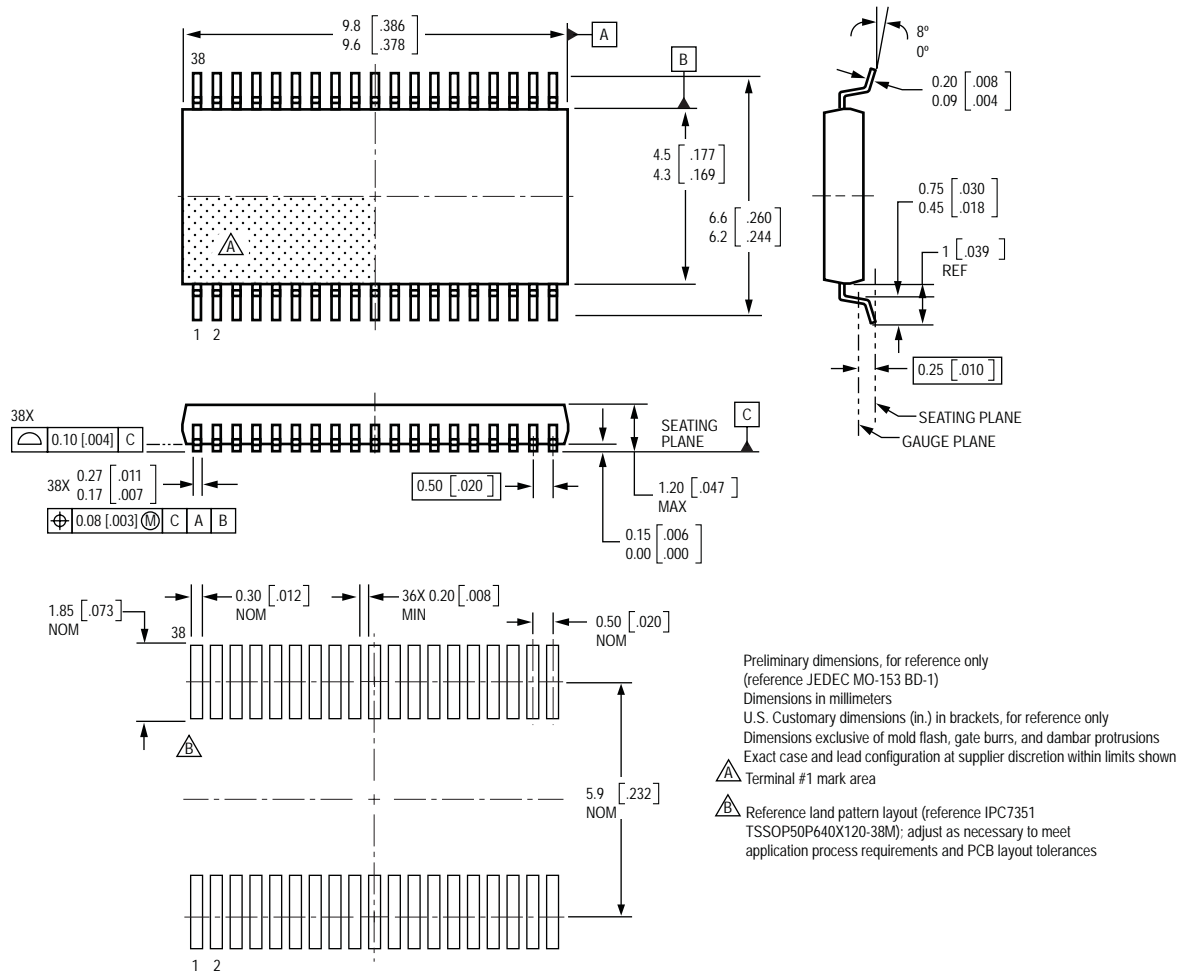 9.8 [.386]
9.6 [.378]
A
38
B
8º
0º
0.20 [.008]
0.09 [.004]
4.5 [.177]
4.3 [.169]
6.6 [.260]
6.2 [.244]
0.75 [.030]
0.45 [.018]
1 [.039]
REF
A
1 2
0.25 [.010]
SEATING PLANE
GAUGE PLANE
38X
0.10 [.004] C
SEATING
PLANE
C
38X 0.27 [.011]
0.17 [.007]
0.08 [.003] Ⓜ C A B
0.50 [.020]
1.20 [.047]
MAX
0.15 [.006]
0.00 [.000]
1.85 [.073]
NOM
0.30 [.012]
NOM
36X 0.20 [.008]
MIN
0.50 [.020]
NOM
38
B
5.9 [.232]
NOM
1 2
Preliminary dimensions, for reference only
(reference JEDEC MO-153 BD-1)
Dimensions in millimeters
U.S. Customary dimensions (in.) in brackets, for reference only
Dimensions exclusive of mold flash, gate burrs, and dambar protrusions
Exact case and lead configuration at supplier discretion within limits shown
A Terminal #1 mark area
B Reference land pattern layout (reference IPC7351
TSSOP50P640X120-38M); adjust as necessary to meet
application process requirements and PCB layout tolerances